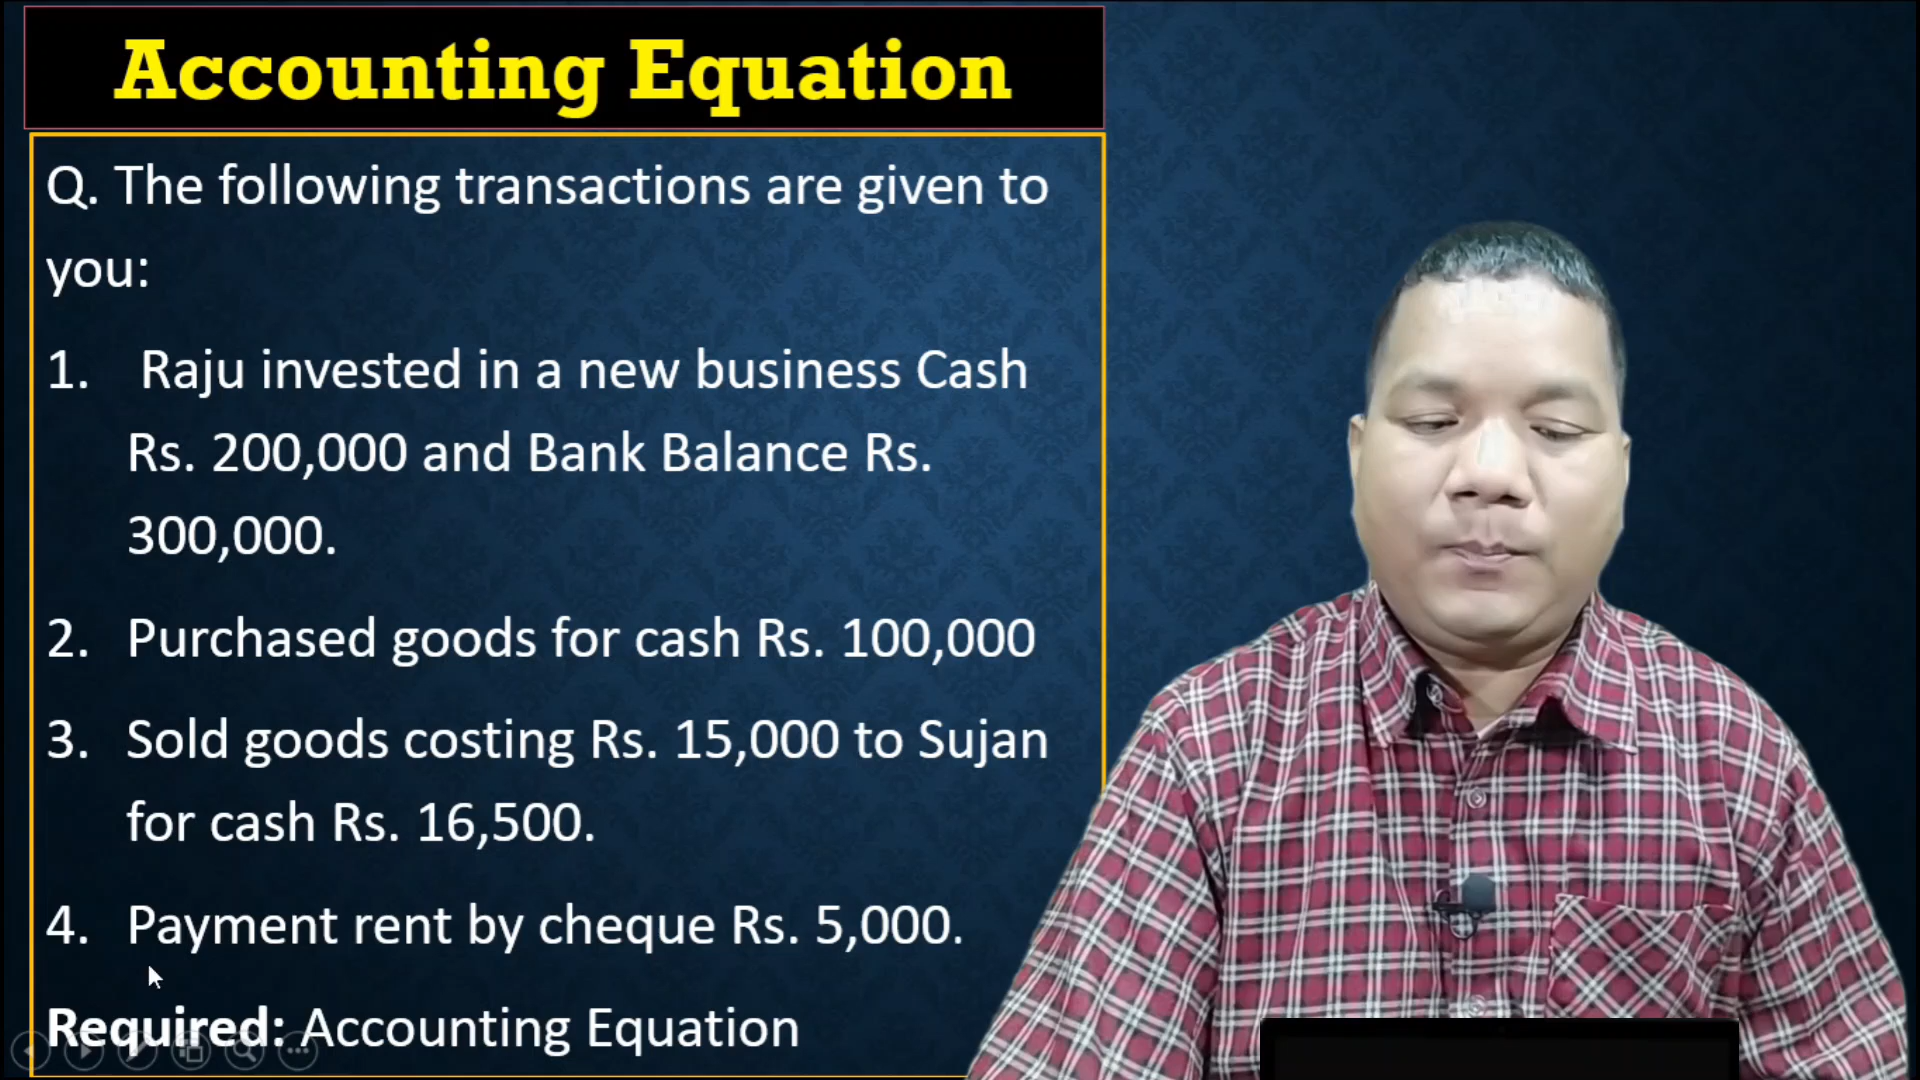 Accounting Equation
Q. The following transactions are given to
you:
1. Raju invested in a new business Cash
Rs. 200,000 and Bank Balance Rs.
300,000.
2. Purchased goods for cash Rs. 100,000
3. Sold goods costing Rs. 15,000 to Sujan
for cash Rs. 16,500.
4. Payment rent by cheque Rs. 5,000.
Required: Accounting Equation